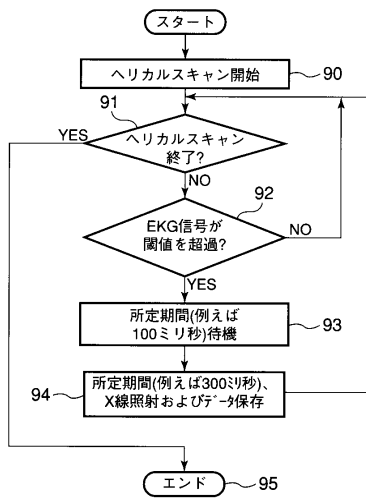 スタート
ヘリカルスキャン開始
90
91
YES
ヘリカルスキャン
終了?
NO
92
EKG信号が
閾値を超過?
NO
YES
所定期間(例えば
100ミリ秒)待機
93
所定期間(例えば300ミリ秒)、
X線照射およびデータ保存
94
エンド
95